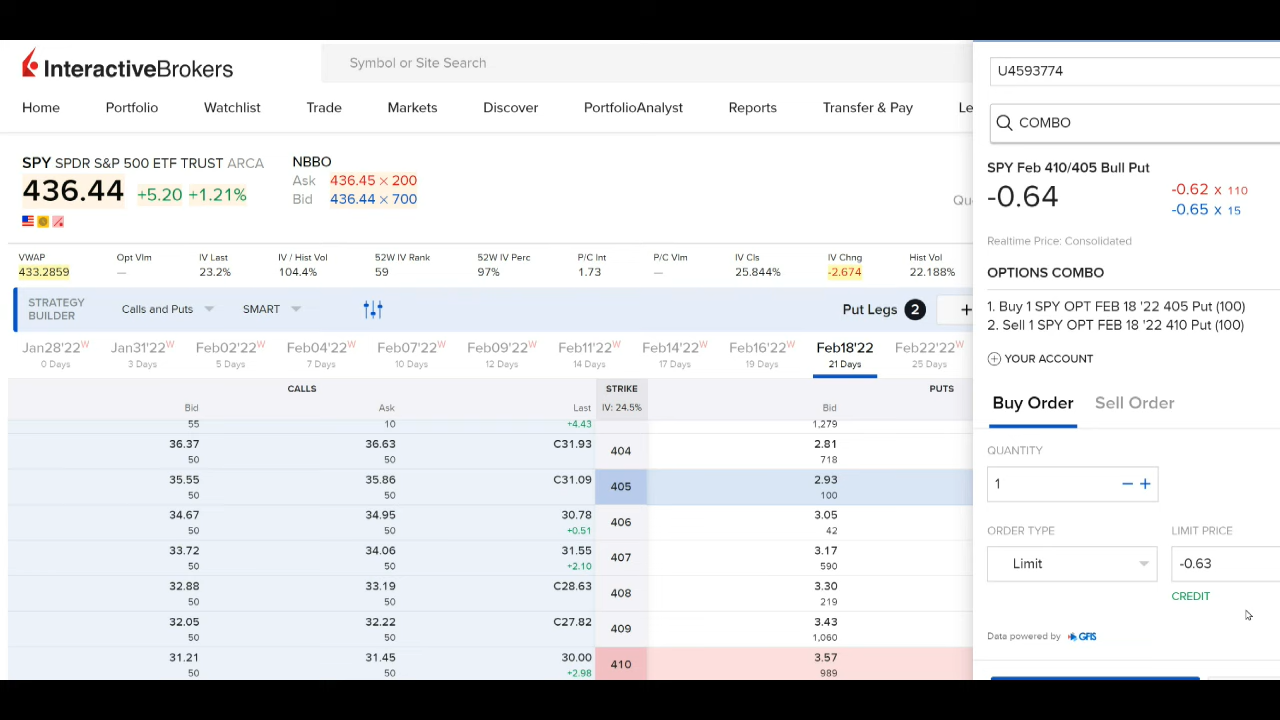 InteractiveBrokers
Symbol or Site Search
U4593774
Home Portfolio Watchlist Trade Markets Discover PortfolioAnalyst Reports Transfer & Pay Le
COMBO
SPY SPDR S&P 500 ETF TRUST ARCA
436.44 +5.20 +1.21%
NBBO
Ask 436.45 × 200
Bid 436.44 × 700
Qu
SPY Feb 410/405 Bull Put
-0.64
-0.62 x 110
-0.65 x 15
Realtime Price: Consolidated
VWAP Opt Vlm IV Last IV / Hist Vol 52W IV Rank 52W IV Perc P/C Int P/C Vlm IV Cls IV Chng Hist Vol
433.2859 — 23.2% 104.4% 59 97% 1.73 — 25.844% -2.674 22.188%
OPTIONS COMBO
1. Buy 1 SPY OPT FEB 18 '22 405 Put (100)
2. Sell 1 SPY OPT FEB 18 '22 410 Put (100)
YOUR ACCOUNT
STRATEGY
BUILDER
Calls and Puts SMART Put Legs 2 +
Jan28'22W Jan31'22W Feb02'22W Feb04'22W Feb07'22W Feb09'22W Feb11'22W Feb14'22W Feb16'22W Feb18'22 Feb22'22W
0 Days 3 Days 5 Days 7 Days 10 Days 12 Days 14 Days 17 Days 19 Days 21 Days 25 Days
CALLS STRIKE PUTS
Bid Ask Last IV: 24.5% Bid
55 10 +4.43 1,279
36.37 36.63 C31.93 404 2.81
50 50 718
35.55 35.86 C31.09 405 2.93
50 50 100
34.67 34.95 30.78 406 3.05
50 50 +0.51 42
33.72 34.06 31.55 407 3.17
50 50 +2.10 590
32.88 33.19 C28.63 408 3.30
50 50 219
32.05 32.22 C27.82 409 3.43
50 50 1,060
31.21 31.45 30.00 410 3.57
50 50 +2.98 989
Buy Order Sell Order
QUANTITY
1 − +
ORDER TYPE LIMIT PRICE
Limit -0.63
CREDIT
Data powered by GFIS